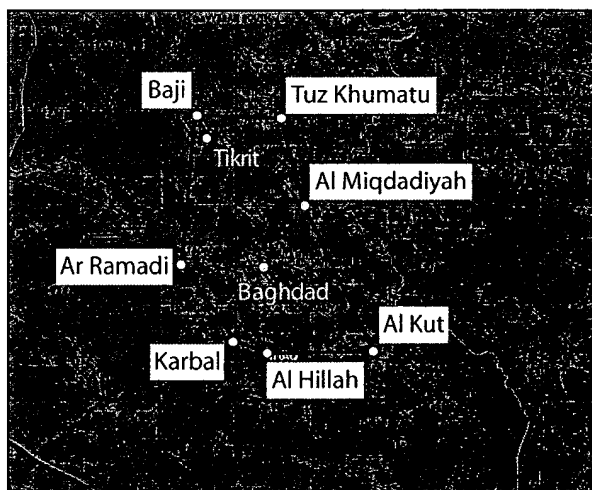 Baji
Tuz Khumatu
Tikrit
Al Miqdadiyah
Ar Ramadi
Baghdad
Al Kut
Karbal
Al Hillah